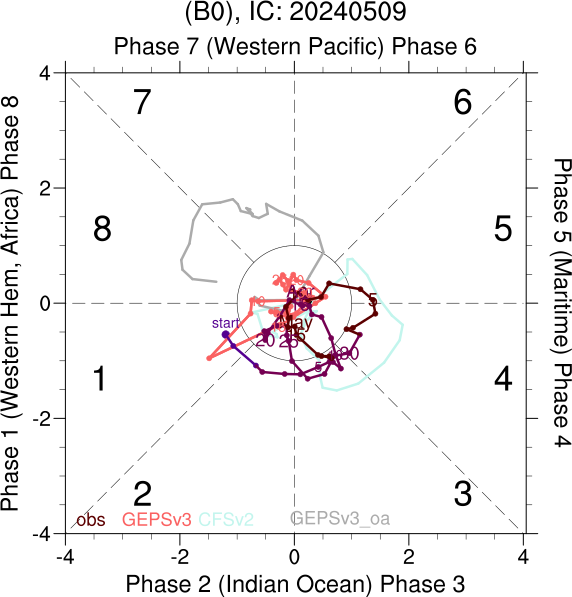 (B0), IC: 20240509
Phase 7 (Western Pacific) Phase 6
Phase 1 (Western Hem, Africa) Phase 8
Phase 5 (Maritime) Phase 4
4
2
0
-2
-4
7
6
8
5
1
4
2
3
start
5
May
20
25
30
5
obs GEPSv3 CFSv2 GEPSv3_oa
-4 -2 0 2 4
Phase 2 (Indian Ocean) Phase 3